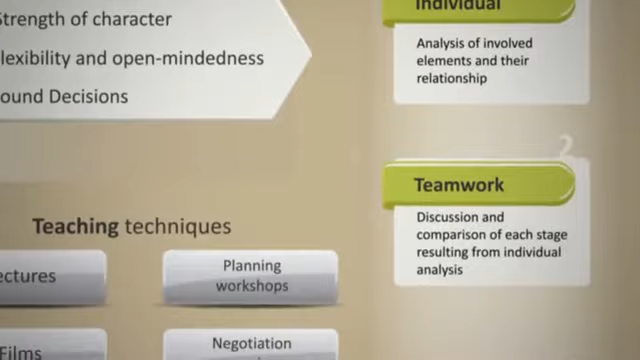 Strength of character
lexibility and open-mindedness
ound Decisions
Individual
Analysis of involved
elements and their
relationship
2
Teamwork
Discussion and
comparison of each stage
resulting from individual
analysis
Teaching techniques
ectures
Planning
workshops
Films
Negotiation